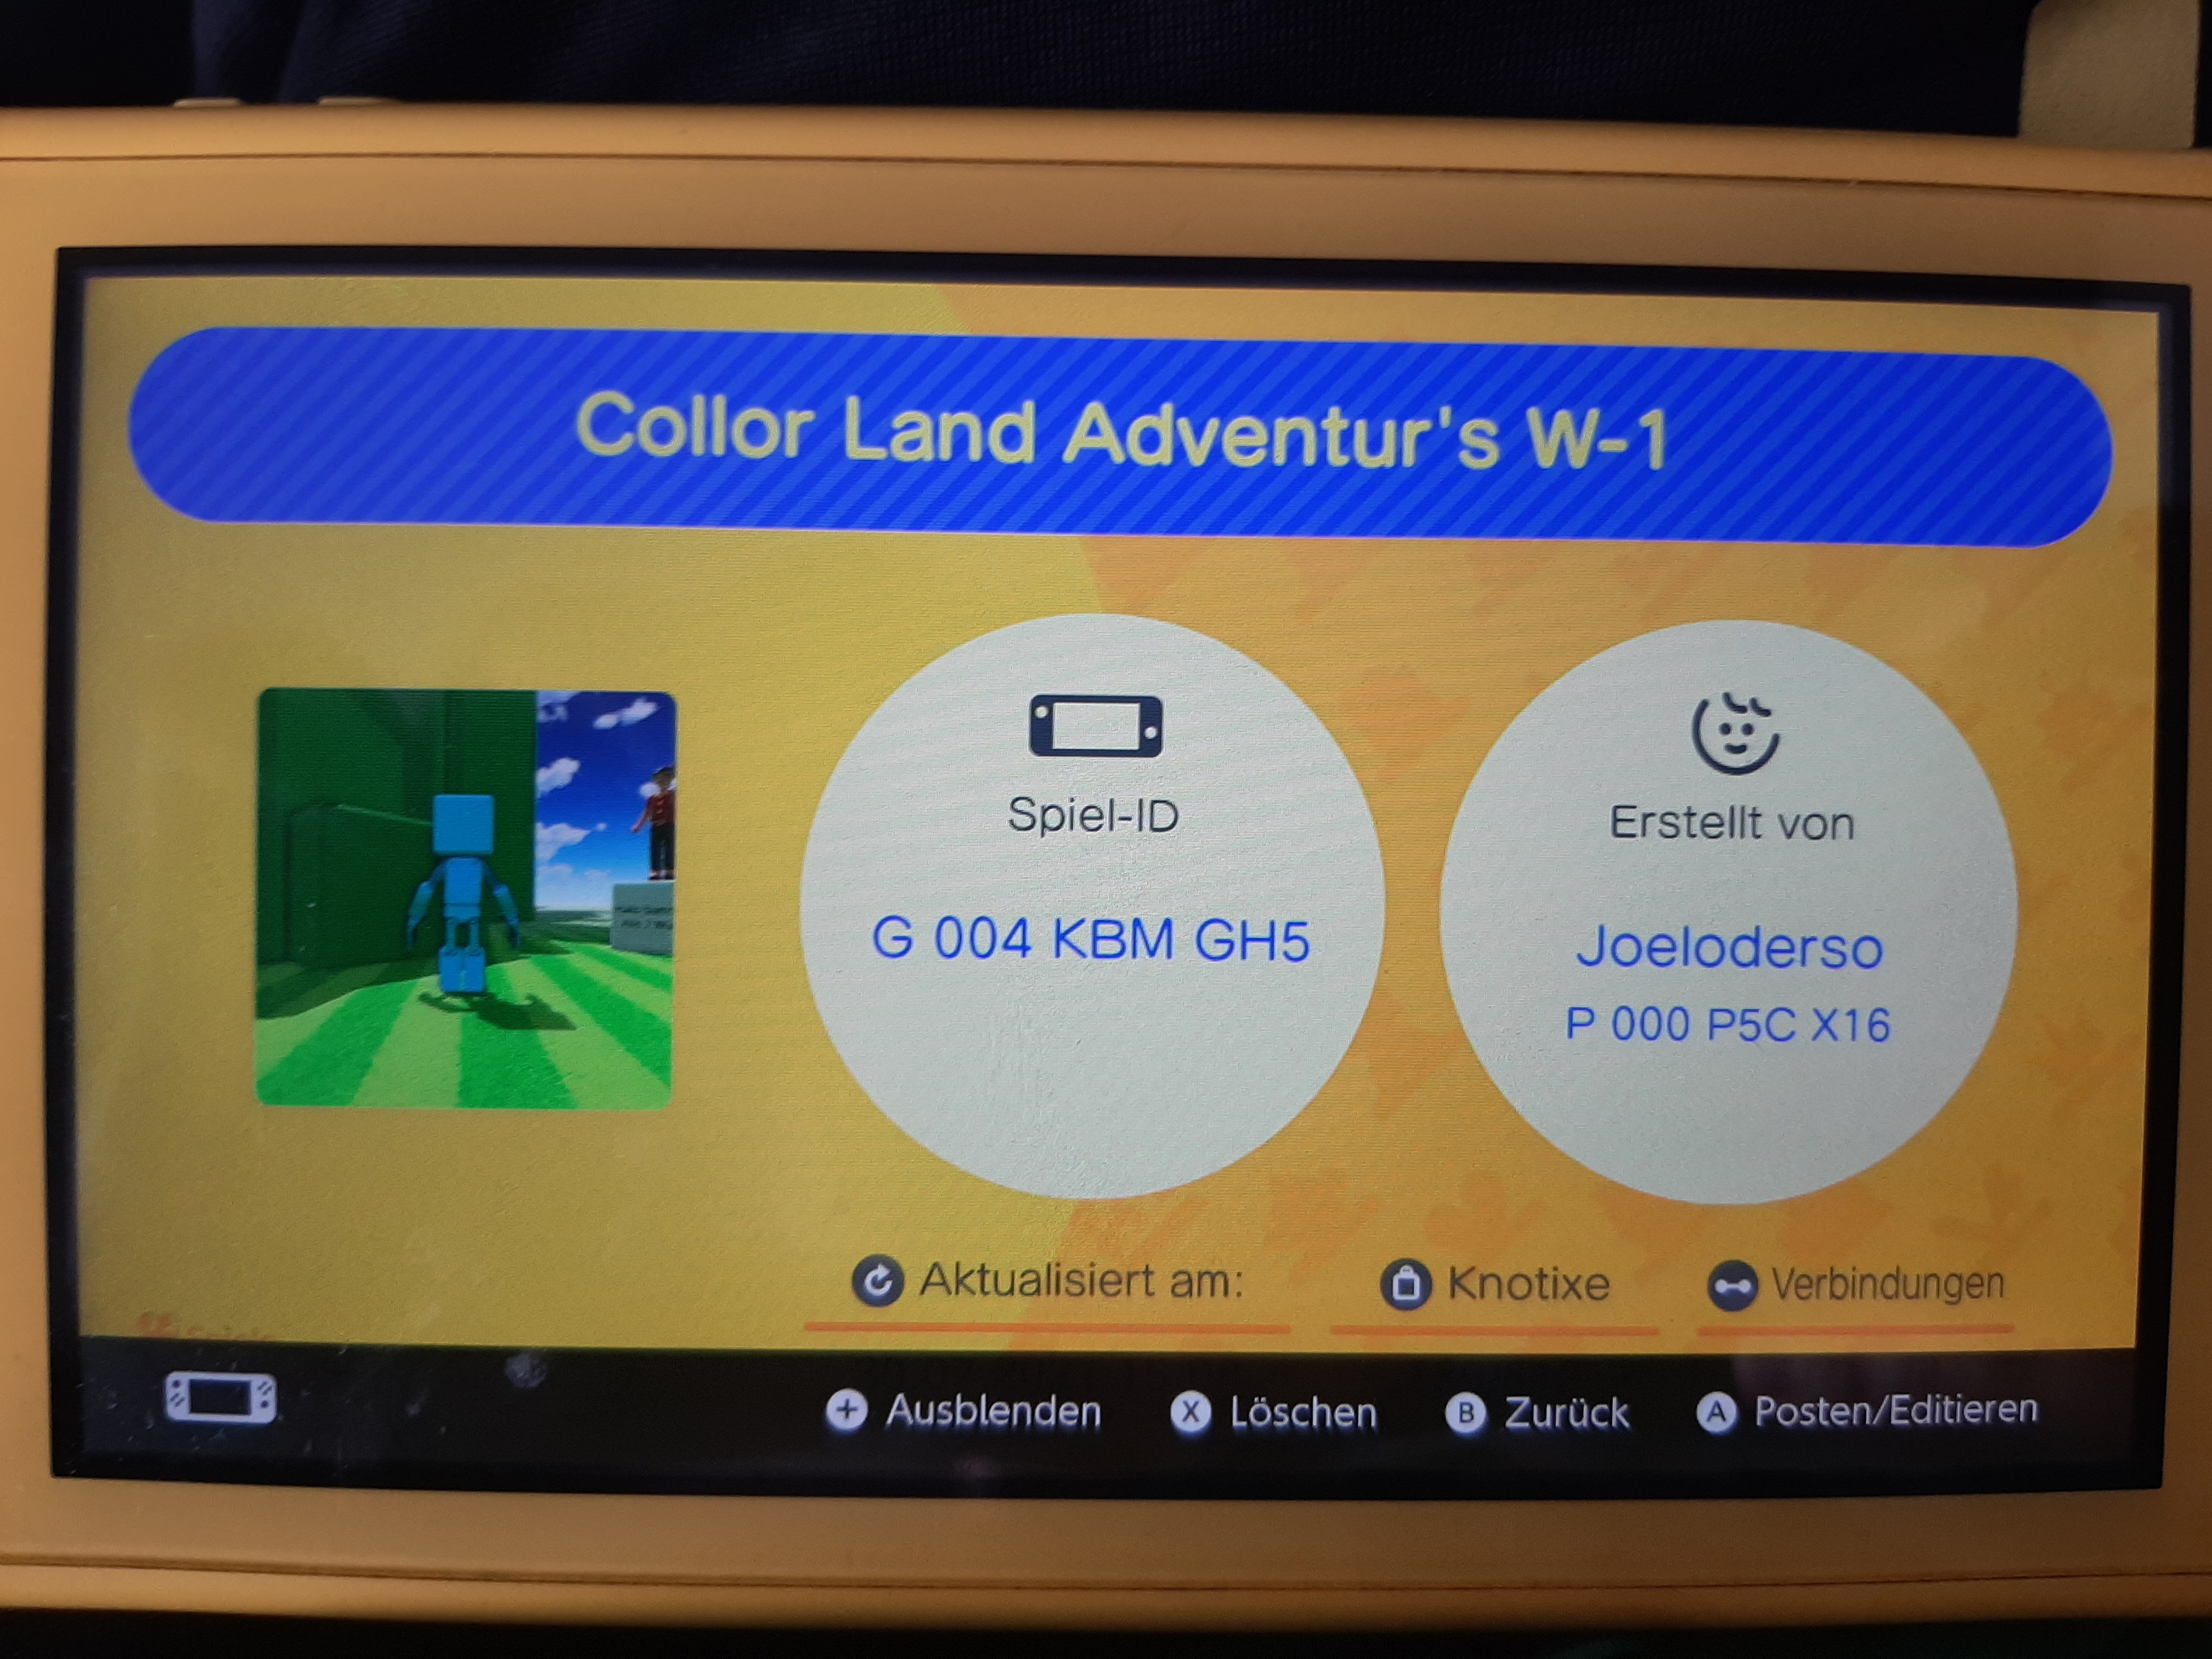 Collor Land Adventur's W-1
Spiel-ID
G 004 KBM GH5
Erstellt von
Joeloderso
P 000 P5C X16
Aktualisiert am:
Knotixe
Verbindungen
+ Ausblenden
X Löschen
B Zurück
A Posten/Editieren